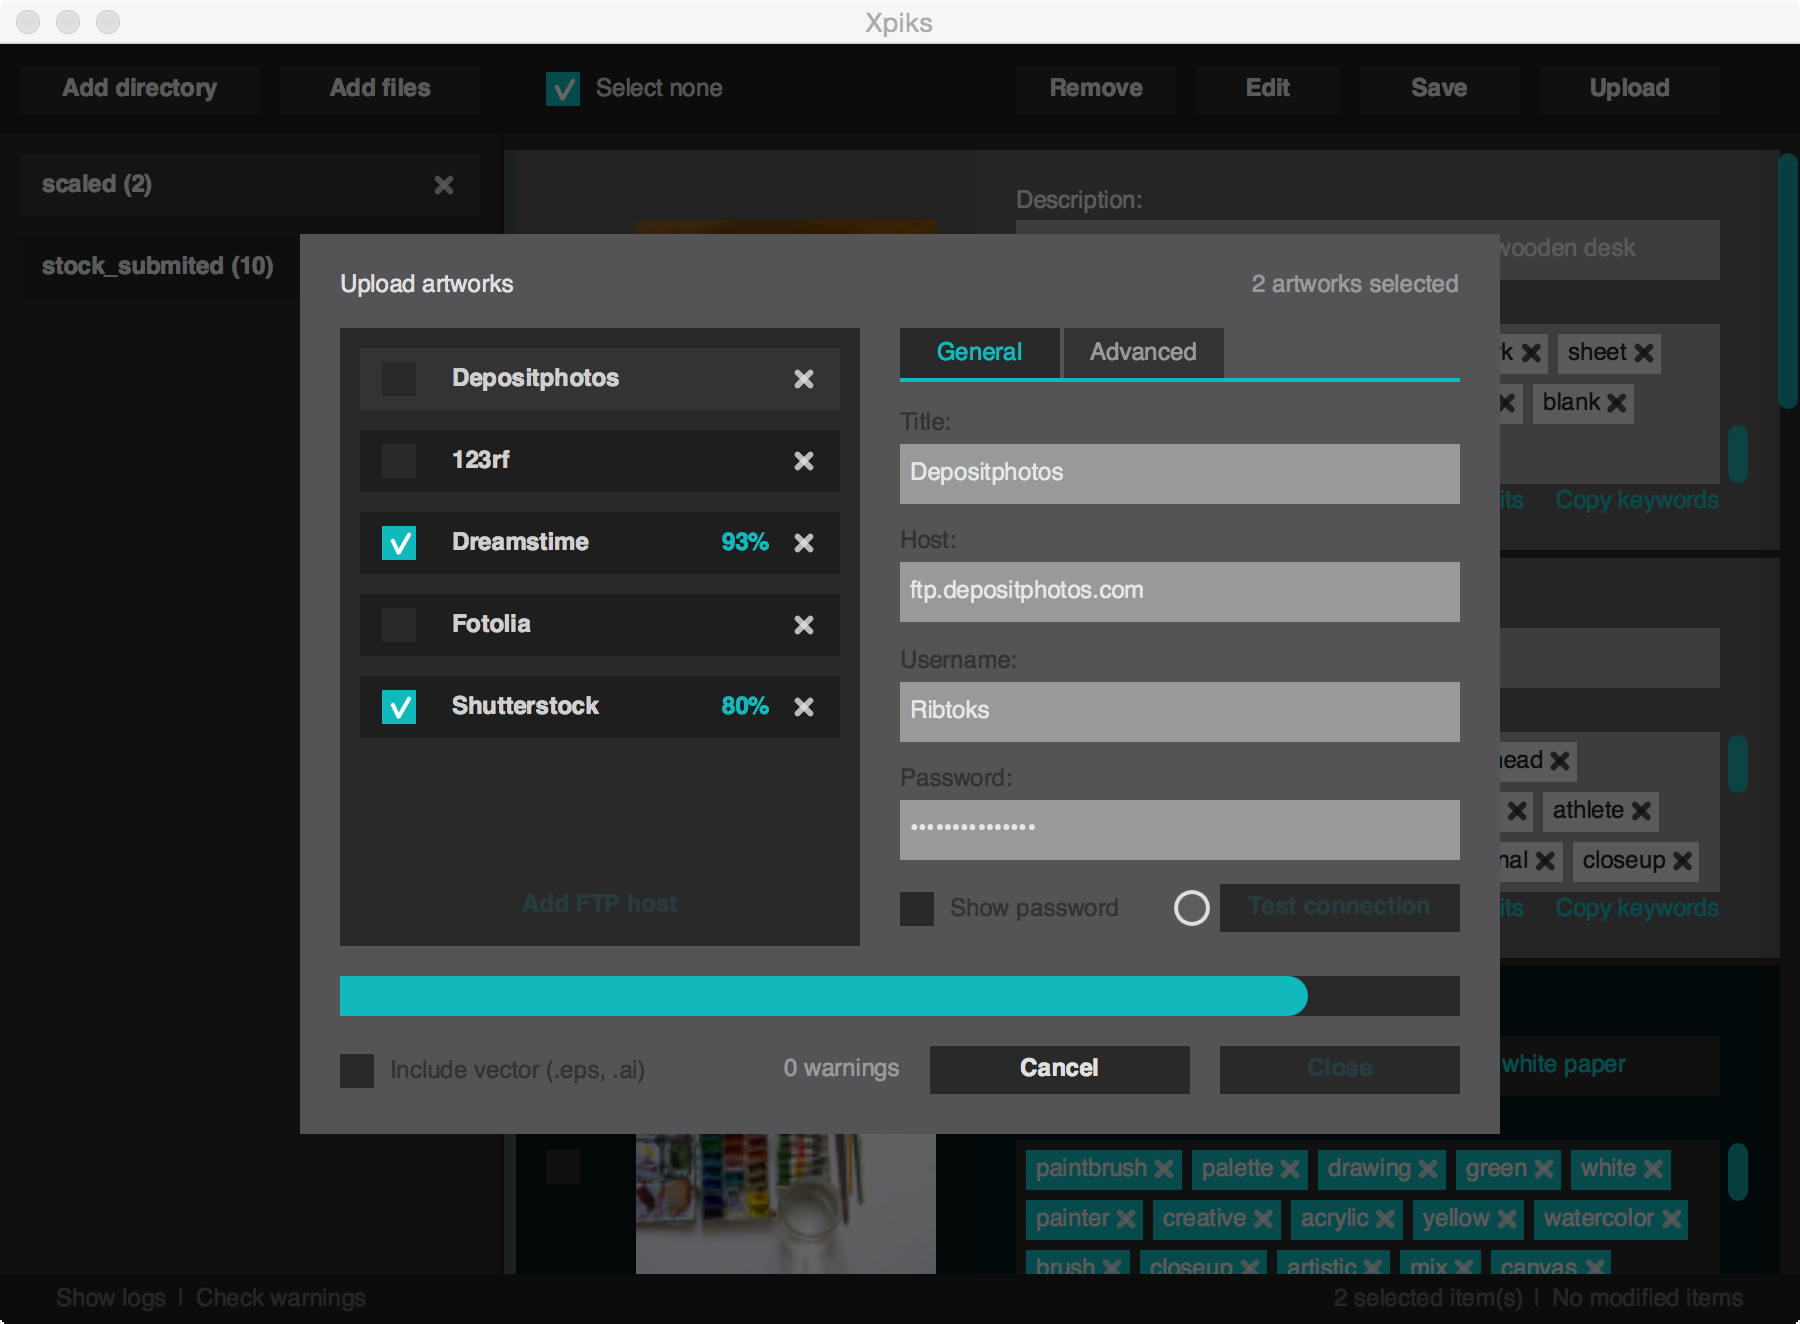 Xpiks
Add directory
Add files
Select none
Remove
Edit
Save
Upload
scaled (2)
stock_submited (10)
Description:
wooden desk
sheet
blank
Copy keywords
Upload artworks
2 artworks selected
Depositphotos
123rf
Dreamstime 93%
Fotolia
Shutterstock 80%
Add FTP host
General
Advanced
Title:
Depositphotos
Host:
ftp.depositphotos.com
Username:
Ribtoks
Password:
•••••••••••••••
Show password
Test connection
Include vector (.eps, .ai)
0 warnings
Cancel
Close
athlete
closeup
Copy keywords
white paper
paintbrush palette drawing green white
painter creative acrylic yellow watercolor
brush closeup artistic mix canvas
Show logs | Check warnings
2 selected item(s) | No modified items